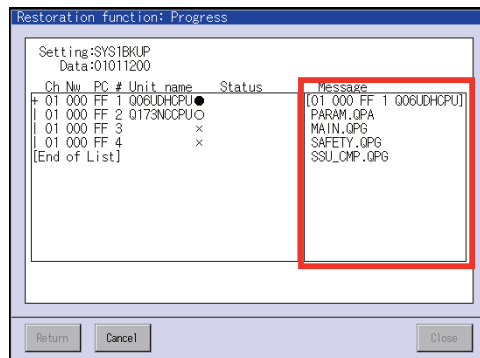 Restoration function: Progress
Setting:SYS1BKUP
Data:01011200
Ch Nw PC # Unit name Status Message
+ 01 000 FF 1 Q06UDHCPU● [01 000 FF 1 Q06UDHCPU]
| 01 000 FF 2 Q173NCCPU○ PARAM.QPA
| 01 000 FF 3 × MAIN.QPG
| 01 000 FF 4 × SAFETY.QPG
[End of List] SSU_CMP.QPG
Return Cancel Close